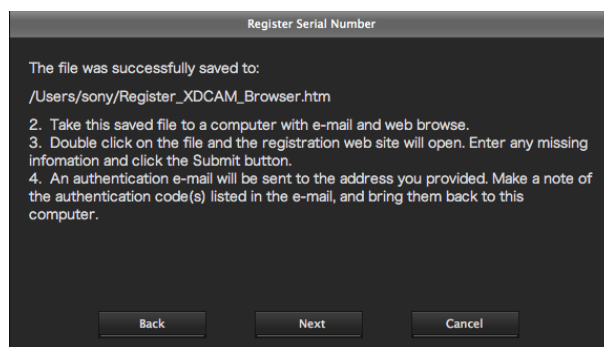 Register Serial Number
The file was successfully saved to:
/Users/sony/Register_XDCAM_Browser.htm
2. Take this saved file to a computer with e-mail and web browse.
3. Double click on the file and the registration web site will open. Enter any missing
infomation and click the Submit button.
4. An authentication e-mail will be sent to the address you provided. Make a note of
the authentication code(s) listed in the e-mail, and bring them back to this
computer.
Back
Next
Cancel